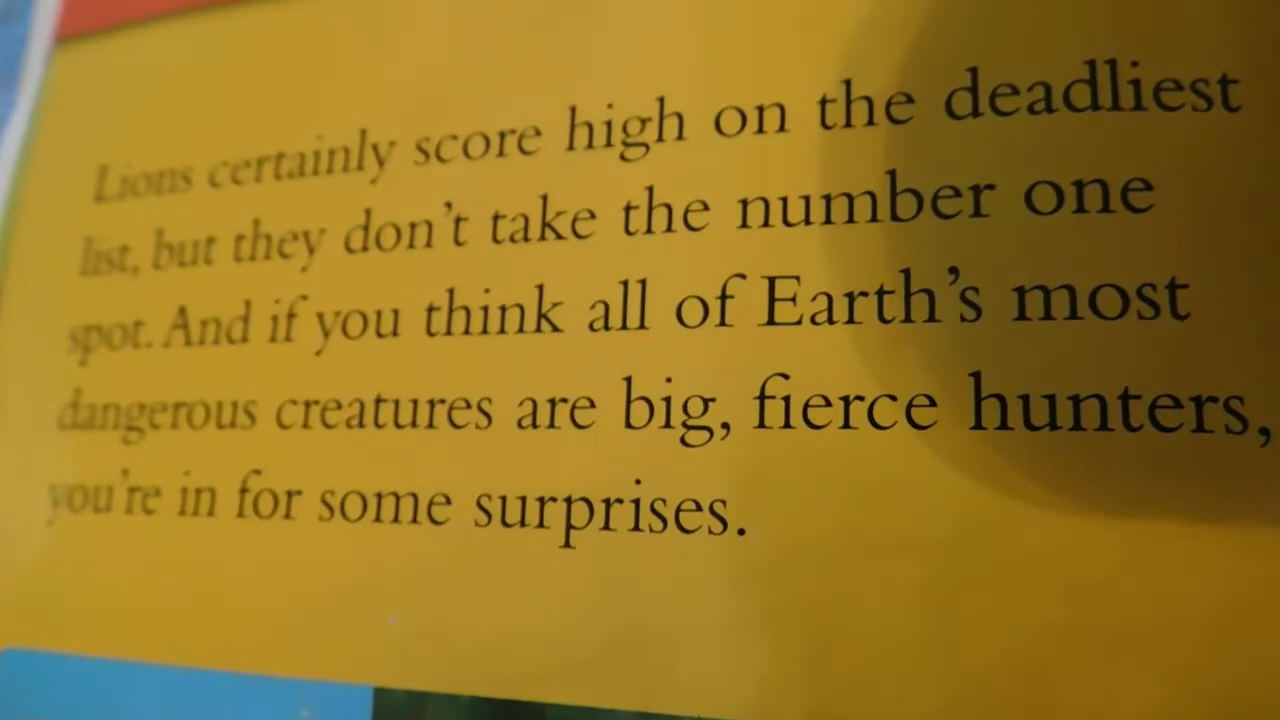 Lions certainly score high on the deadliest
list, but they don’t take the number one
spot. And if you think all of Earth’s most
dangerous creatures are big, fierce hunters,
you’re in for some surprises.